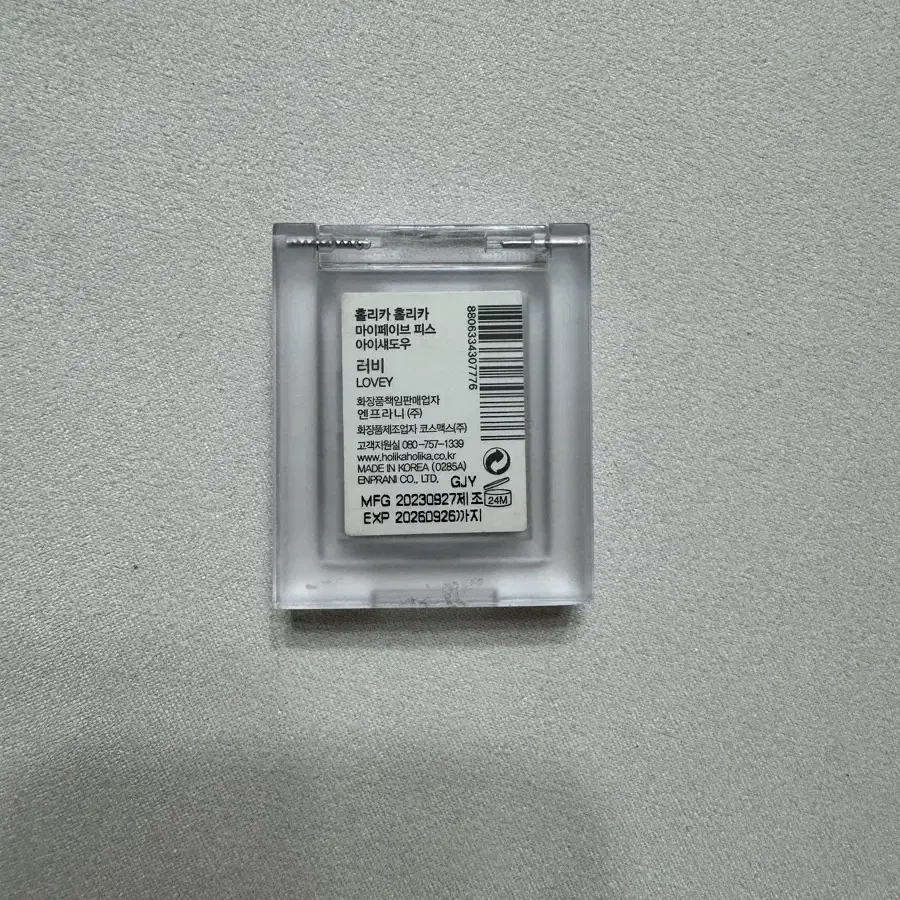 홀리카 홀리카
마이페이브 피스
아이섀도우
러비
LOVEY
화장품책임판매업자
엔프라니 (주)
화장품제조업자 코스맥스(주)
고객지원실 080-757-1339
www.holikaholika.co.kr
MADE IN KOREA (0285A)
ENPRANI CO., LTD.
GJY
MFG 20230927제조
EXP 20260926까지
24M
8806334307776